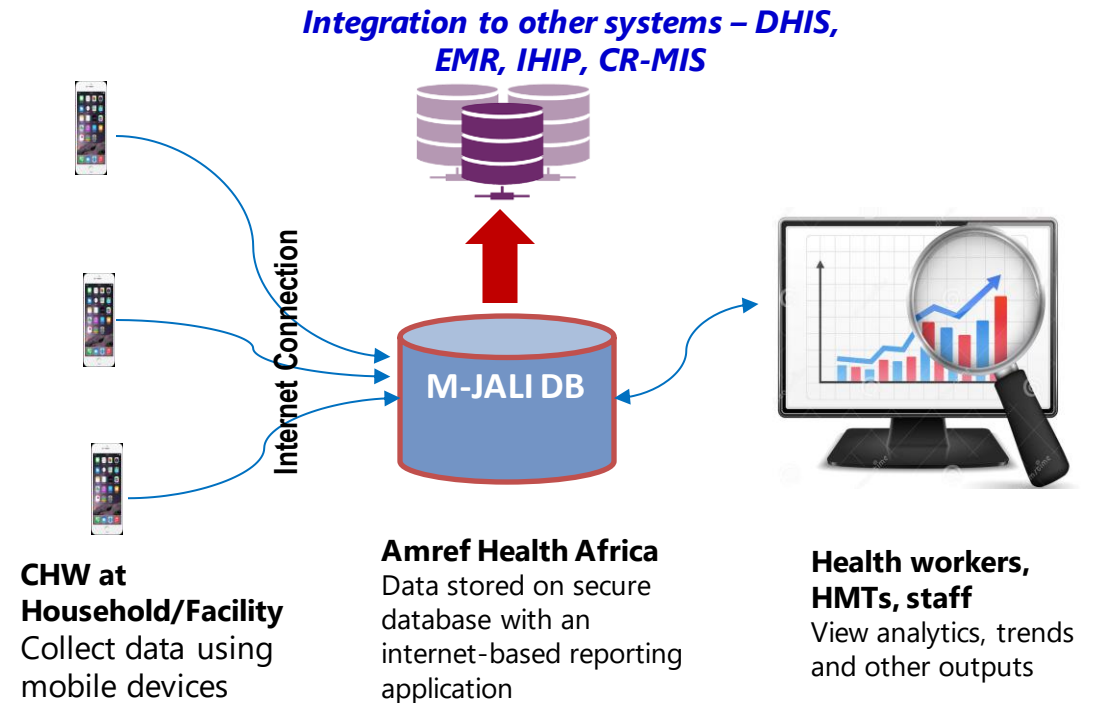 Integration to other systems – DHIS,
EMR, IHIP, CR-MIS
Internet Connection
M-JALI DB
CHW at
Household/Facility
Collect data using
mobile devices
Amref Health Africa
Data stored on secure
database with an
internet-based reporting
application
Health workers,
HMTs, staff
View analytics, trends
and other outputs